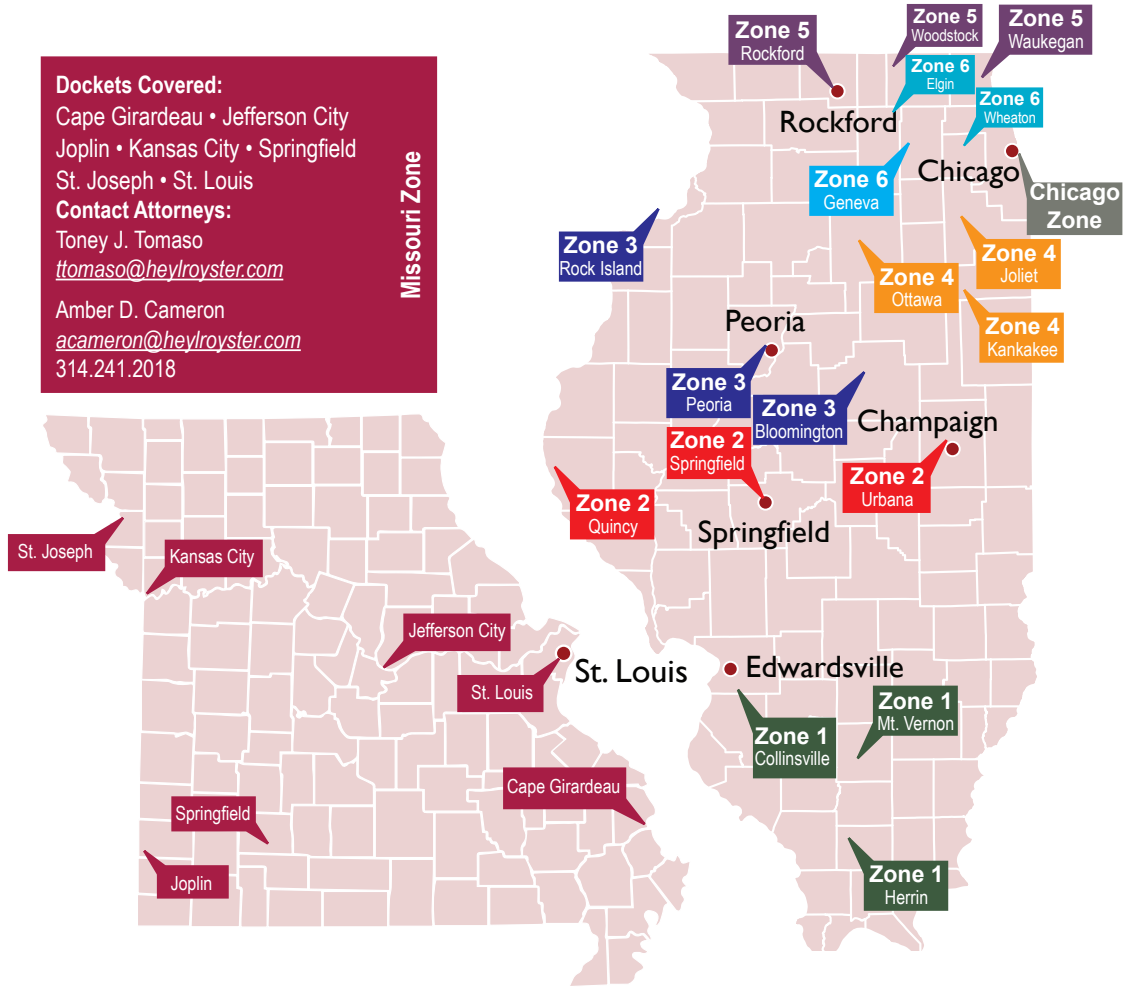 Dockets Covered:
Cape Girardeau • Jefferson City
Joplin • Kansas City • Springfield
St. Joseph • St. Louis
Contact Attorneys:
Toney J. Tomaso
ttomaso@heylroyster.com
Amber D. Cameron
acameron@heylroyster.com
314.241.2018
Missouri Zone
St. Joseph
Kansas City
Jefferson City
St. Louis
St. Louis
Cape Girardeau
Springfield
Joplin
Zone 5
Rockford
Zone 5
Woodstock
Zone 5
Waukegan
Zone 6
Elgin
Zone 6
Wheaton
Rockford
Chicago
Zone 6
Geneva
Chicago
Zone
Zone 3
Rock Island
Zone 4
Joliet
Zone 4
Ottawa
Zone 4
Kankakee
Peoria
Zone 3
Peoria
Zone 3
Bloomington
Champaign
Zone 2
Springfield
Zone 2
Urbana
Zone 2
Quincy
Springfield
Edwardsville
Zone 1
Mt. Vernon
Zone 1
Collinsville
Zone 1
Herrin